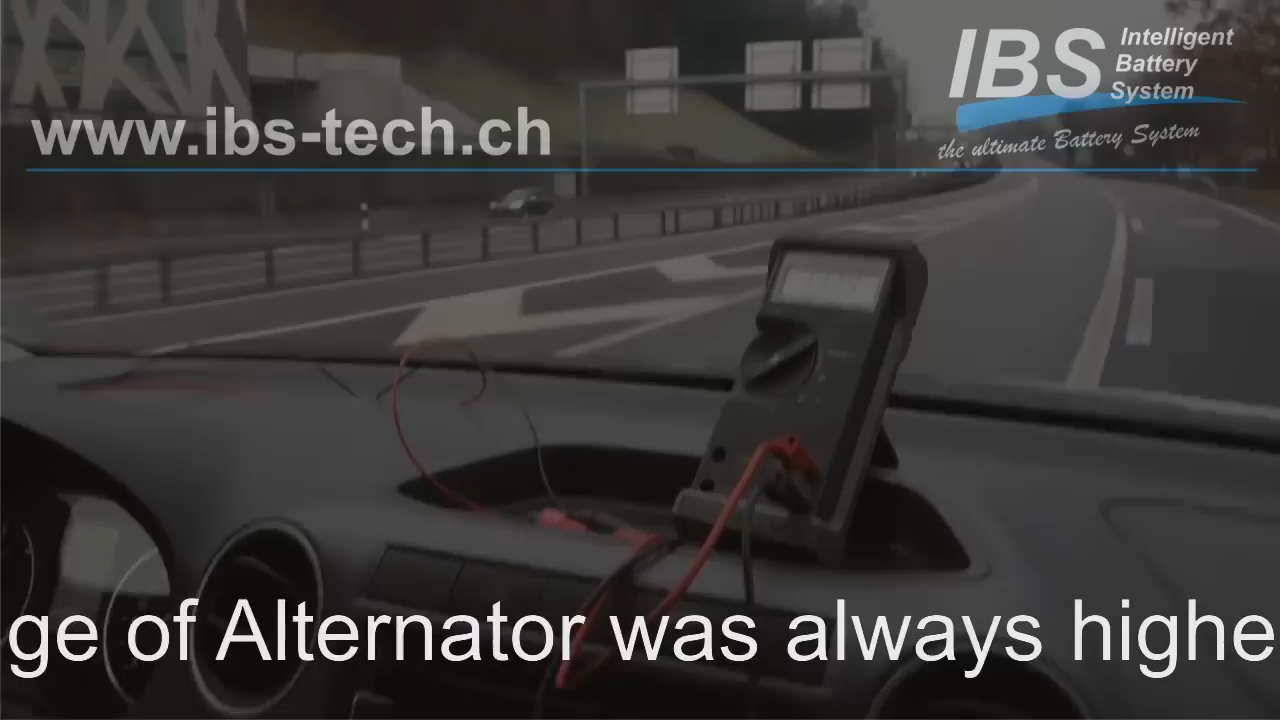 IBS Intelligent
Battery
System
www.ibs-tech.ch
the ultimate Battery System
ge of Alternator was always highe